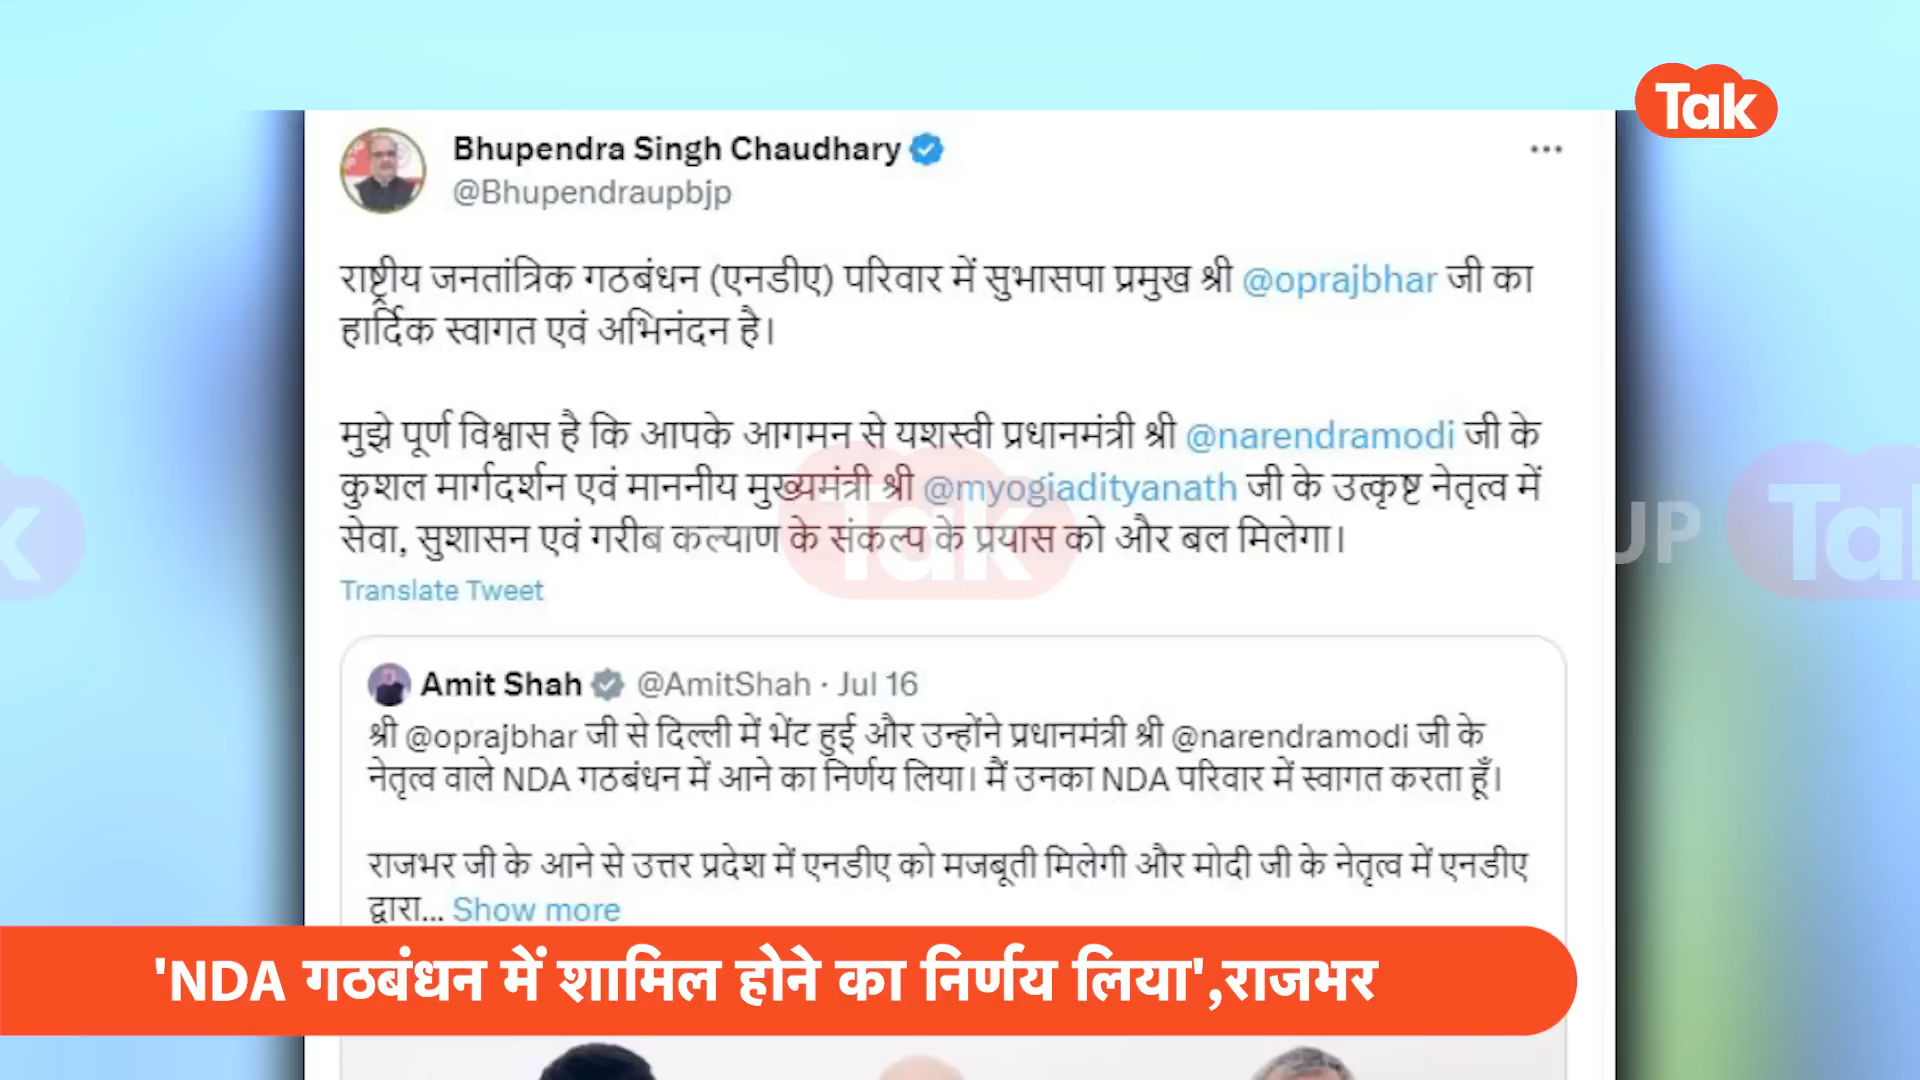 Tak
Bhupendra Singh Chaudhary
@Bhupendraupbjp
राष्ट्रीय जनतांत्रिक गठबंधन (एनडीए) परिवार में सुभासपा प्रमुख श्री @oprajbhar जी का
हार्दिक स्वागत एवं अभिनंदन है।
मुझे पूर्ण विश्वास है कि आपके आगमन से यशस्वी प्रधानमंत्री श्री @narendramodi जी के
कुशल मार्गदर्शन एवं माननीय मुख्यमंत्री श्री @myogiadityanath जी के उत्कृष्ट नेतृत्व में
सेवा, सुशासन एवं गरीब कल्याण के संकल्प के प्रयास को और बल मिलेगा।
Translate Tweet
Tak
UP
Amit Shah @AmitShah · Jul 16
श्री @oprajbhar जी से दिल्ली में भेंट हुई और उन्होंने प्रधानमंत्री श्री @narendramodi जी के
नेतृत्व वाले NDA गठबंधन में आने का निर्णय लिया। मैं उनका NDA परिवार में स्वागत करता हूँ।
राजभर जी के आने से उत्तर प्रदेश में एनडीए को मजबूती मिलेगी और मोदी जी के नेतृत्व में एनडीए
द्वारा... Show more
'NDA गठबंधन में शामिल होने का निर्णय लिया',राजभर